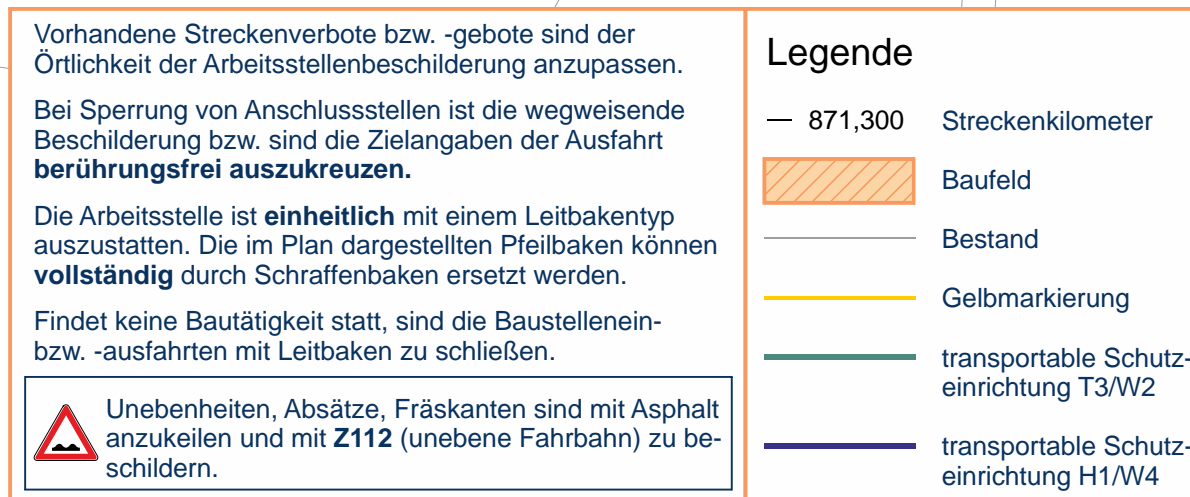 Vorhandene Streckenverbote bzw. -gebote sind der
Örtlichkeit der Arbeitsstellenbeschilderung anzupassen.
Bei Sperrung von Anschlussstellen ist die wegweisende
Beschilderung bzw. sind die Zielangaben der Ausfahrt
berührungsfrei auszukreuzen.
Die Arbeitsstelle ist einheitlich mit einem Leitbakentyp
auszustatten. Die im Plan dargestellten Pfeilbaken können
vollständig durch Schraffenbaken ersetzt werden.
Findet keine Bautätigkeit statt, sind die Baustellenein-
bzw. -ausfahrten mit Leitbaken zu schließen.
Unebenheiten, Absätze, Fräskanten sind mit Asphalt
anzukeilen und mit Z112 (unebene Fahrbahn) zu be-
schildern.
Legende
871,300 Streckenkilometer
Baufeld
Bestand
Gelbmarkierung
transportable Schutz-
einrichtung T3/W2
transportable Schutz-
einrichtung H1/W4